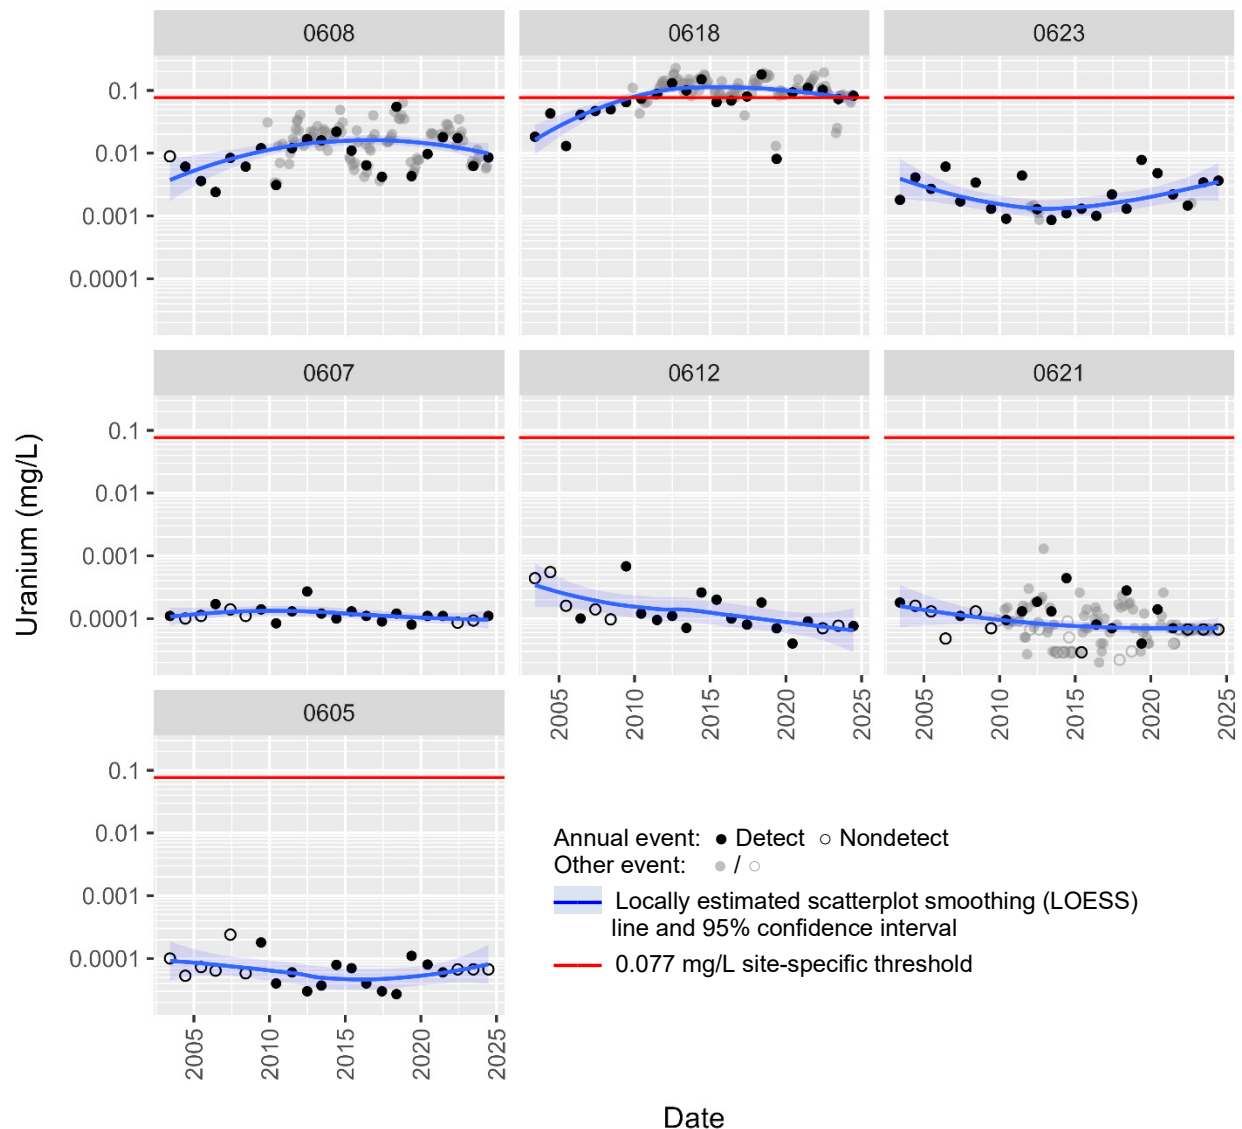 0608 0618 0623
0.1
0.01
0.001
0.0001
0607 0612 0621
0.1
0.01
0.001
0.0001
2005 2010 2015 2020 2025 2005 2010 2015 2020 2025
0605
0.1
0.01
0.001
0.0001
2005 2010 2015 2020 2025
Uranium (mg/L)
Date
Annual event: ● Detect ○ Nondetect
Other event: ● / ○
Locally estimated scatterplot smoothing (LOESS)
line and 95% confidence interval
0.077 mg/L site-specific threshold